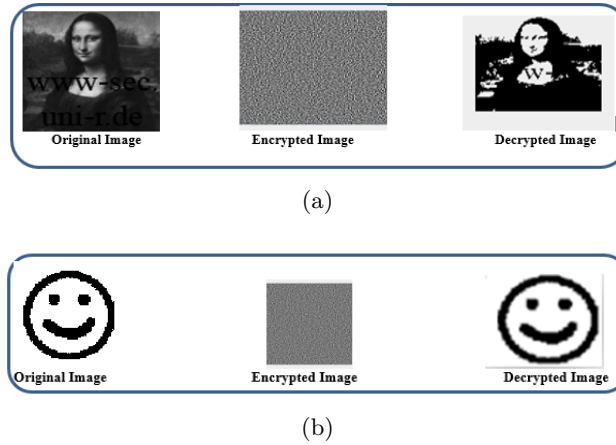 www-sec.
uni-r.de
w-
Original Image Encrypted Image Decrypted Image
(a)
Original Image Encrypted Image Decrypted Image
(b)